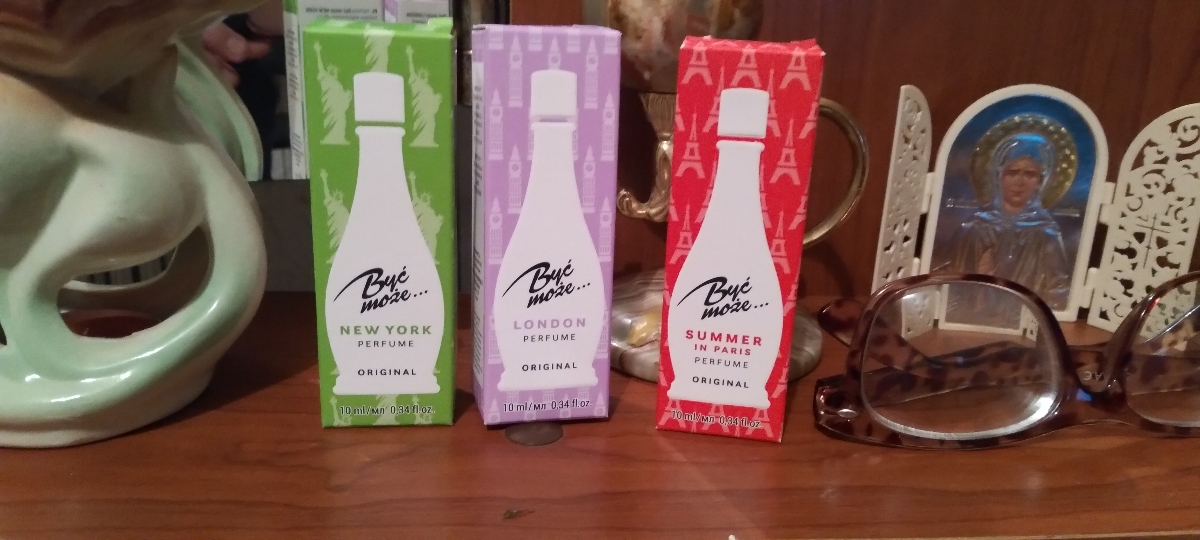 Być
może...
NEW YORK
PERFUME
ORIGINAL
10 ml/мл 0,34 fl.oz.
Być
może...
LONDON
PERFUME
ORIGINAL
10 ml/мл 0,34 fl.oz.
Być
może...
SUMMER
IN PARIS
PERFUME
ORIGINAL
10 ml/мл 0,34 fl.oz.